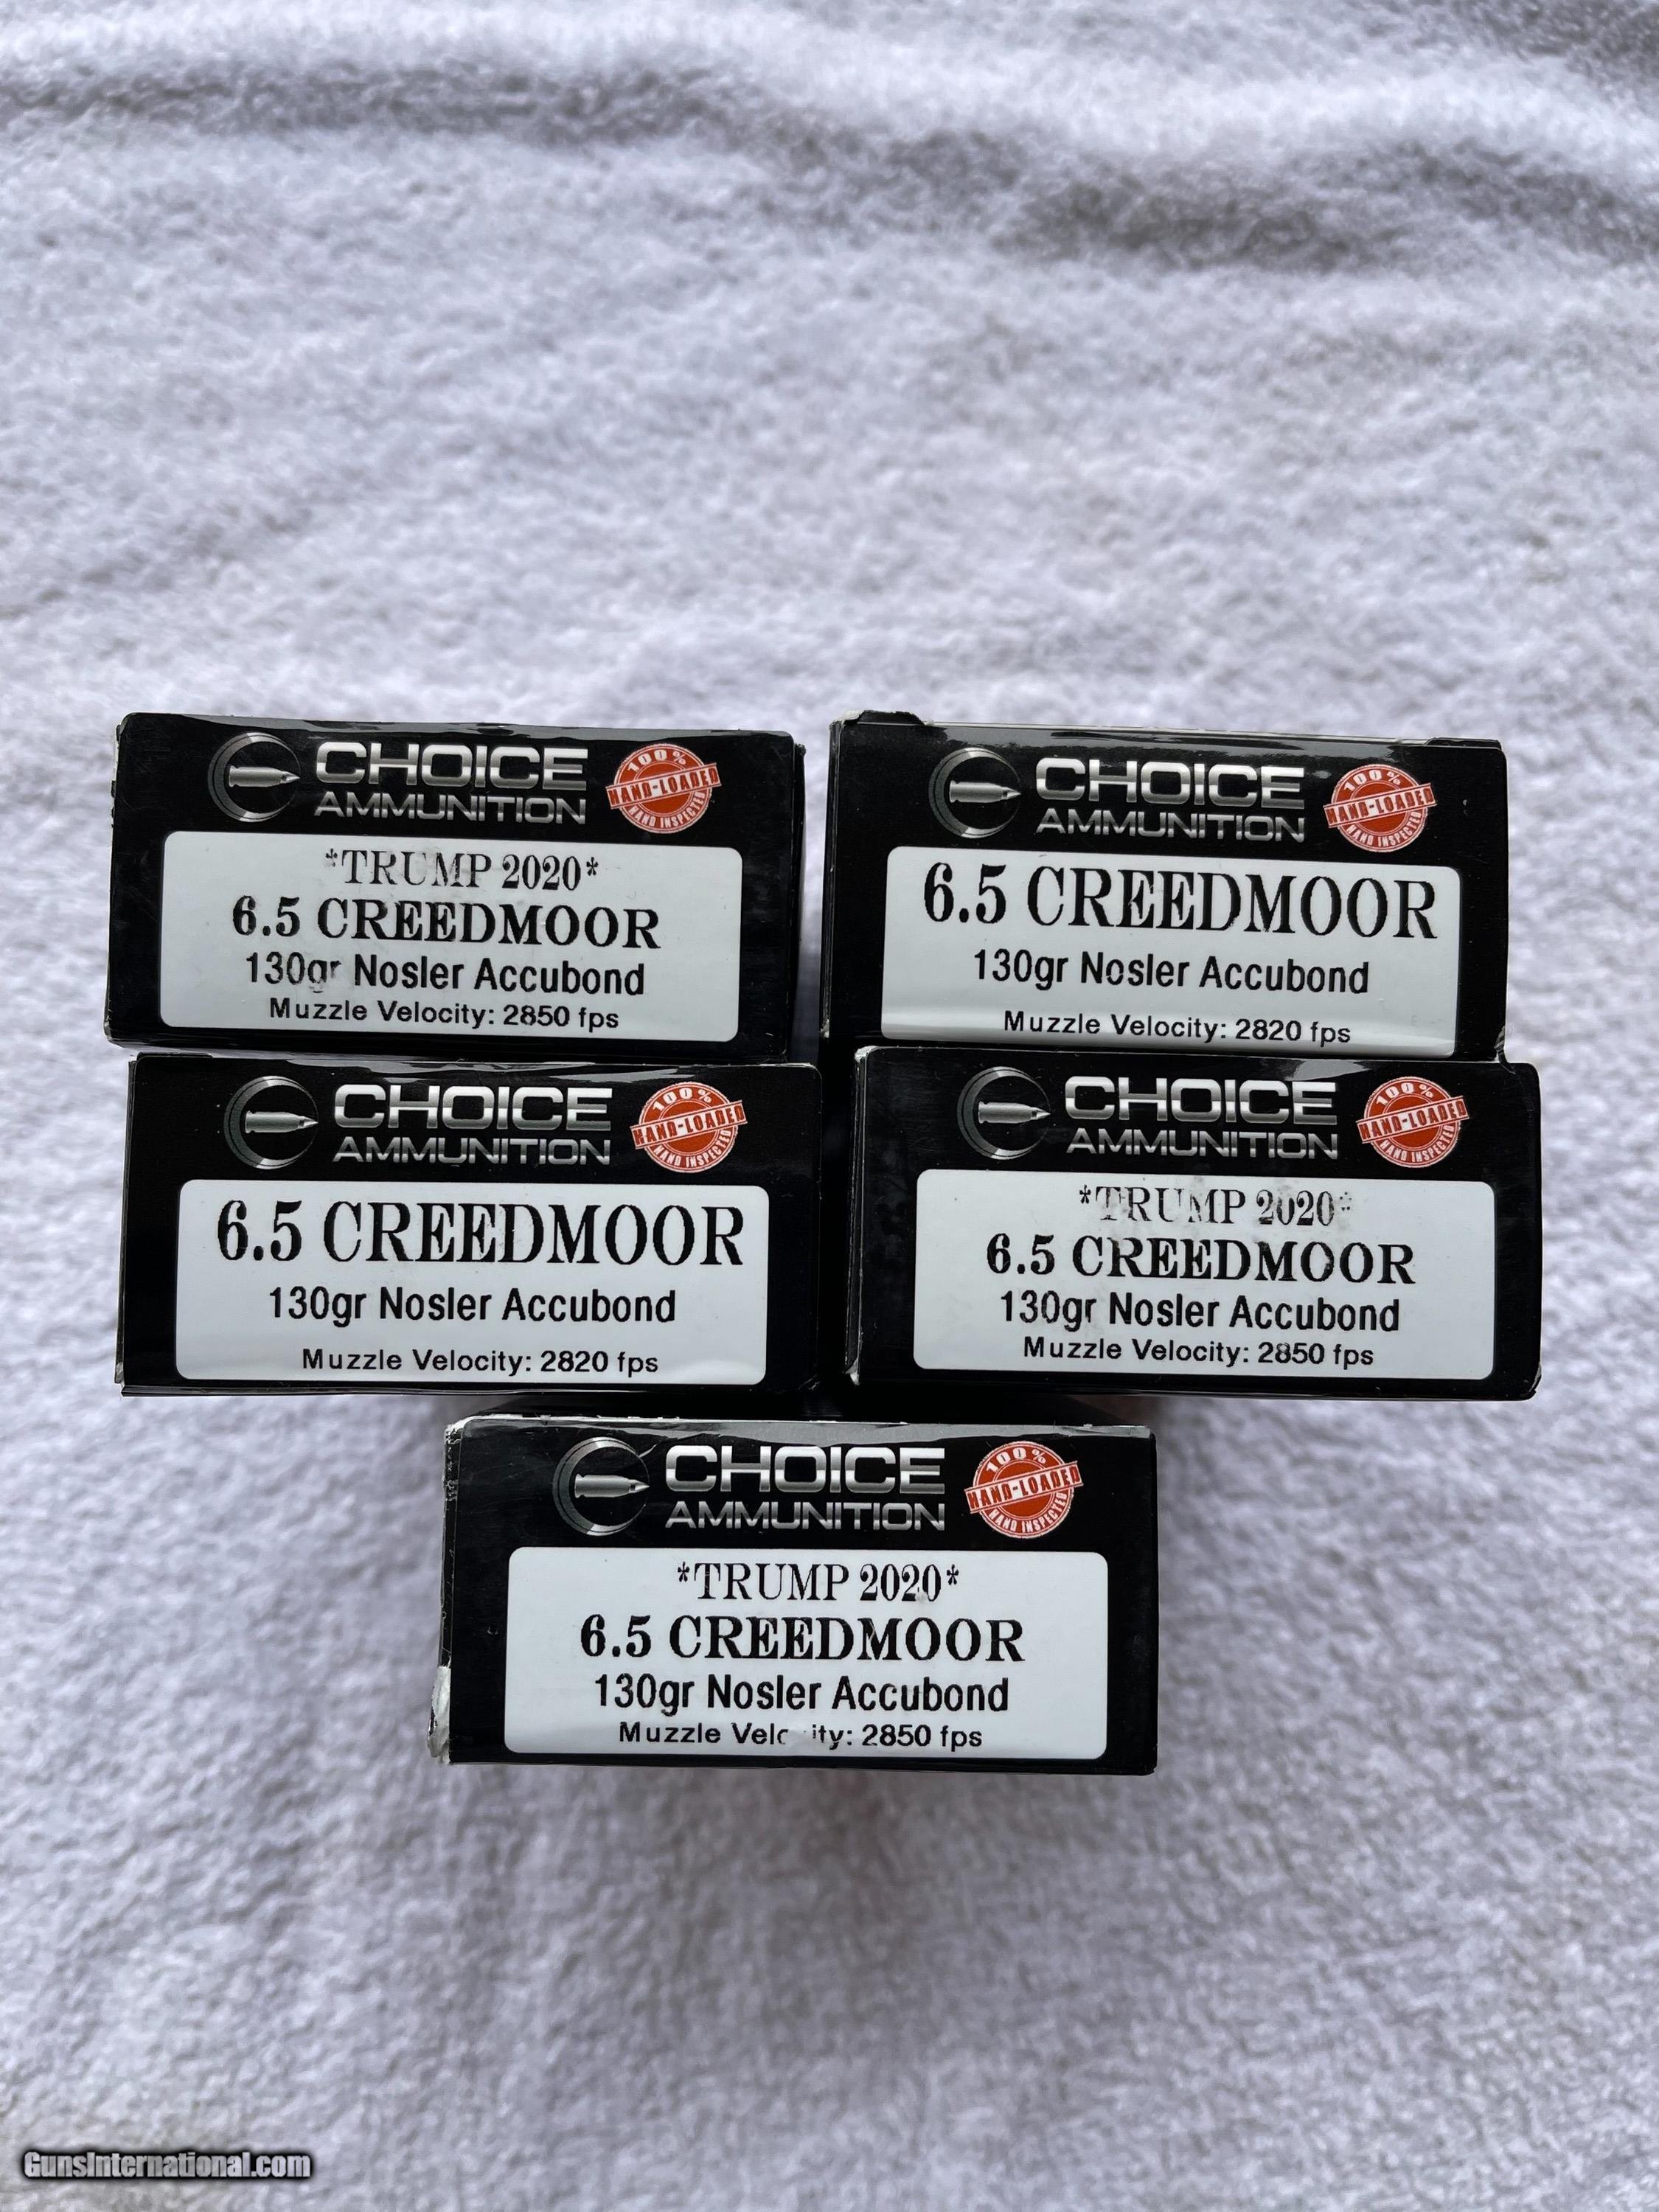 CHOICE
AMMUNITION
100%
HAND-LOADED
HAND INSPECTED
*TRUMP 2020*
6.5 CREEDMOOR
130gr Nosler Accubond
Muzzle Velocity: 2850 fps
CHOICE
AMMUNITION
100%
HAND-LOADED
HAND INSPECTED
6.5 CREEDMOOR
130gr Nosler Accubond
Muzzle Velocity: 2820 fps
CHOICE
AMMUNITION
100%
HAND-LOADED
HAND INSPECTED
6.5 CREEDMOOR
130gr Nosler Accubond
Muzzle Velocity: 2820 fps
CHOICE
AMMUNITION
100%
HAND-LOADED
HAND INSPECTED
*TRUMP 2020*
6.5 CREEDMOOR
130gr Nosler Accubond
Muzzle Velocity: 2850 fps
CHOICE
AMMUNITION
100%
HAND-LOADED
HAND INSPECTED
*TRUMP 2020*
6.5 CREEDMOOR
130gr Nosler Accubond
Muzzle Velocity: 2850 fps
GunsInternational.com